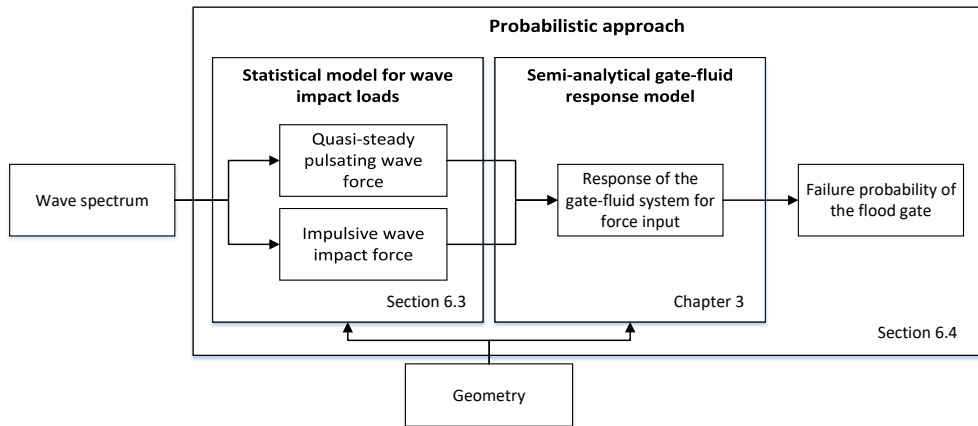 Probabilistic approach
Statistical model for wave
impact loads
Semi-analytical gate-fluid
response model
Wave spectrum
Quasi-steady
pulsating wave
force
Impulsive wave
impact force
Response of the
gate-fluid system for
force input
Failure probability of
the flood gate
Section 6.3
Chapter 3
Section 6.4
Geometry